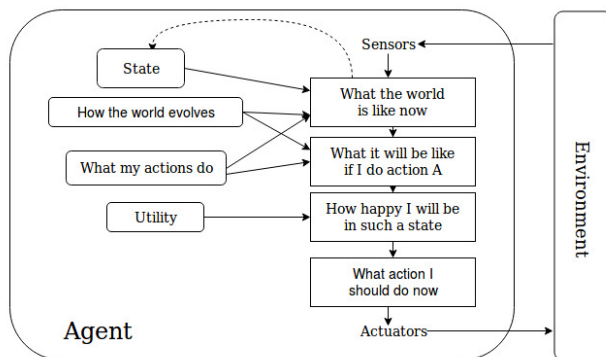 Sensors
State
What the world
is like now
How the world evolves
What it will be like
if I do action A
What my actions do
How happy I will be
in such a state
Utility
What action I
should do now
Agent
Actuators
Environment